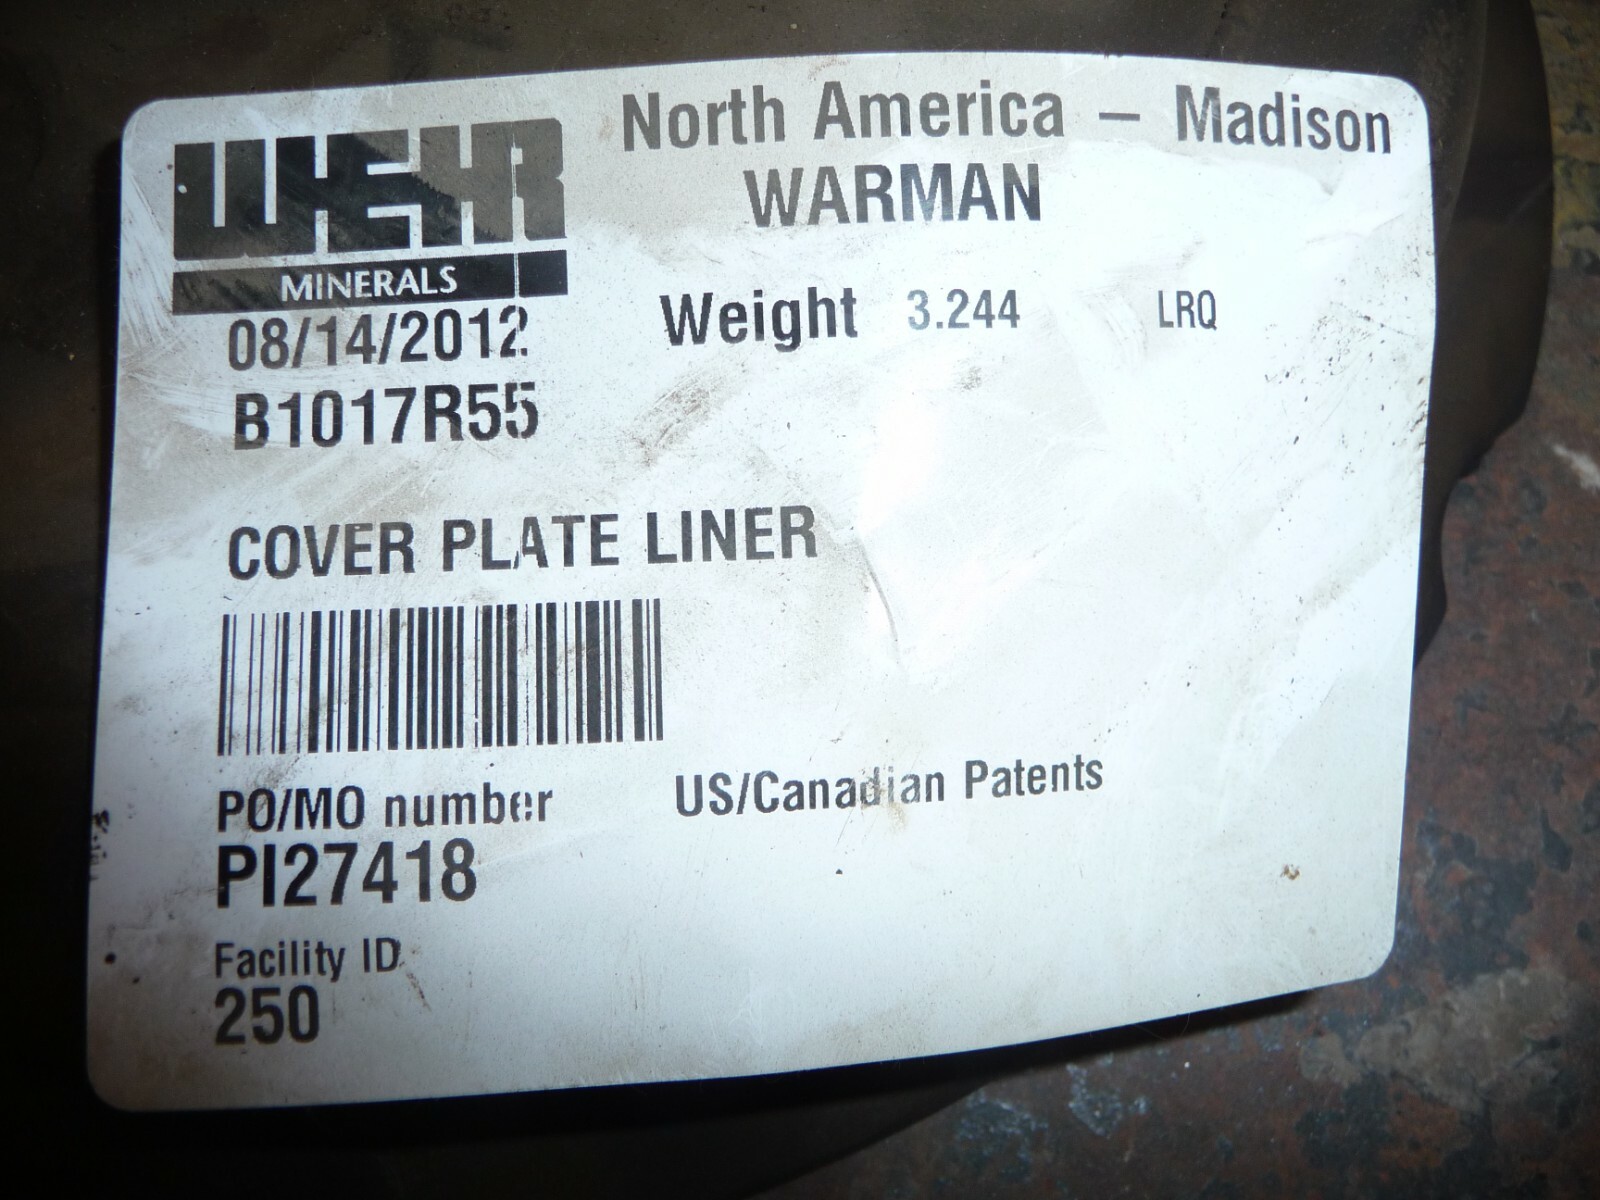 WEIR
MINERALS
North America – Madison
WARMAN
08/14/2012
Weight 3.244 LRQ
B1017R55
COVER PLATE LINER
PO/MO number
US/Canadian Patents
PI27418
Facility ID
250